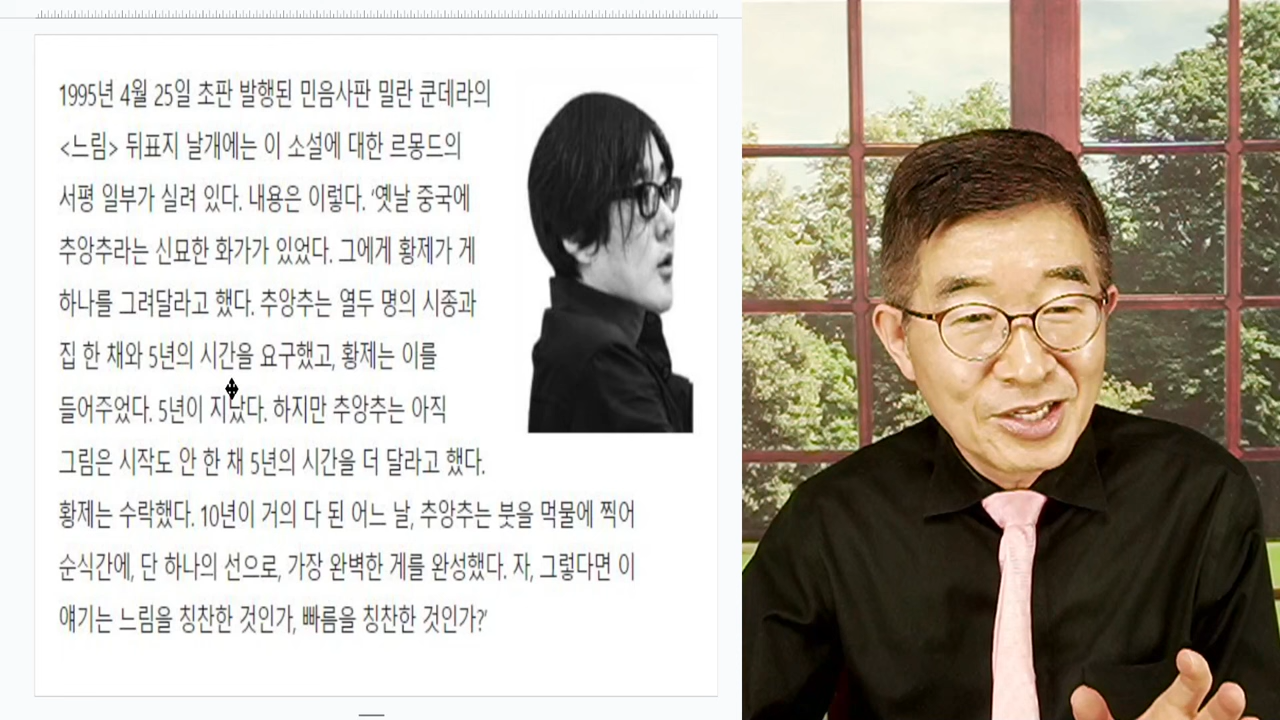 1995년 4월 25일 초판 발행된 민음사판 밀란 쿤데라의
<느림> 뒤표지 날개에는 이 소설에 대한 르몽드의
서평 일부가 실려 있다. 내용은 이렇다. ‘옛날 중국에
추앙추라는 신묘한 화가가 있었다. 그에게 황제가 게
하나를 그려달라고 했다. 추앙추는 열두 명의 시종과
집 한 채와 5년의 시간을 요구했고, 황제는 이를
들어주었다. 5년이 지났다. 하지만 추앙추는 아직
그림은 시작도 안 한 채 5년의 시간을 더 달라고 했다.
황제는 수락했다. 10년이 거의 다 된 어느 날, 추앙추는 붓을 먹물에 찍어
순식간에, 단 하나의 선으로, 가장 완벽한 게를 완성했다. 자, 그렇다면 이
얘기는 느림을 칭찬한 것인가, 빠름을 칭찬한 것인가?’